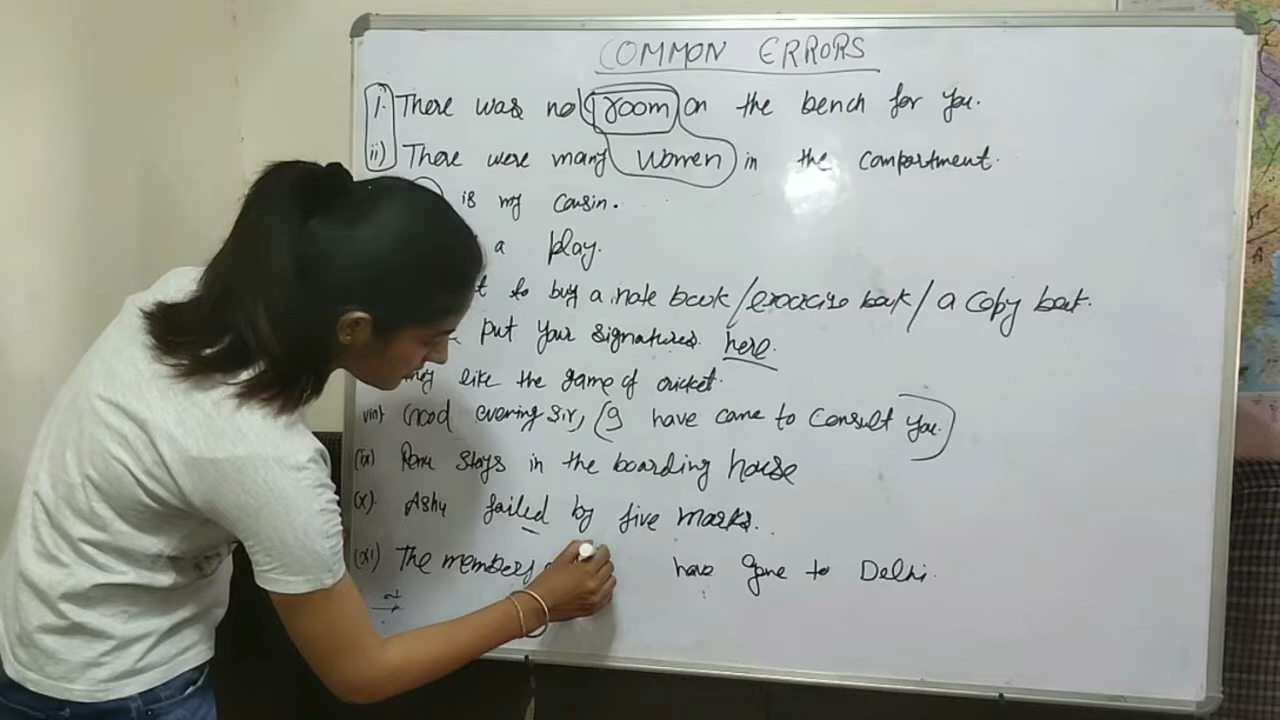 COMMON ERRORS
i. There was no room on the bench for you.
ii) There were many women in the compartment.
is my cousin.
a play.
to buy a note book/exercise book/a copy book.
put your signatures here.
they like the game of cricket.
viii) Good evening sir, (I have come to consult you.)
(ix) Renu stays in the boarding house
(x). Ashu failed by five marks.
(xi) The members have gone to Delhi.